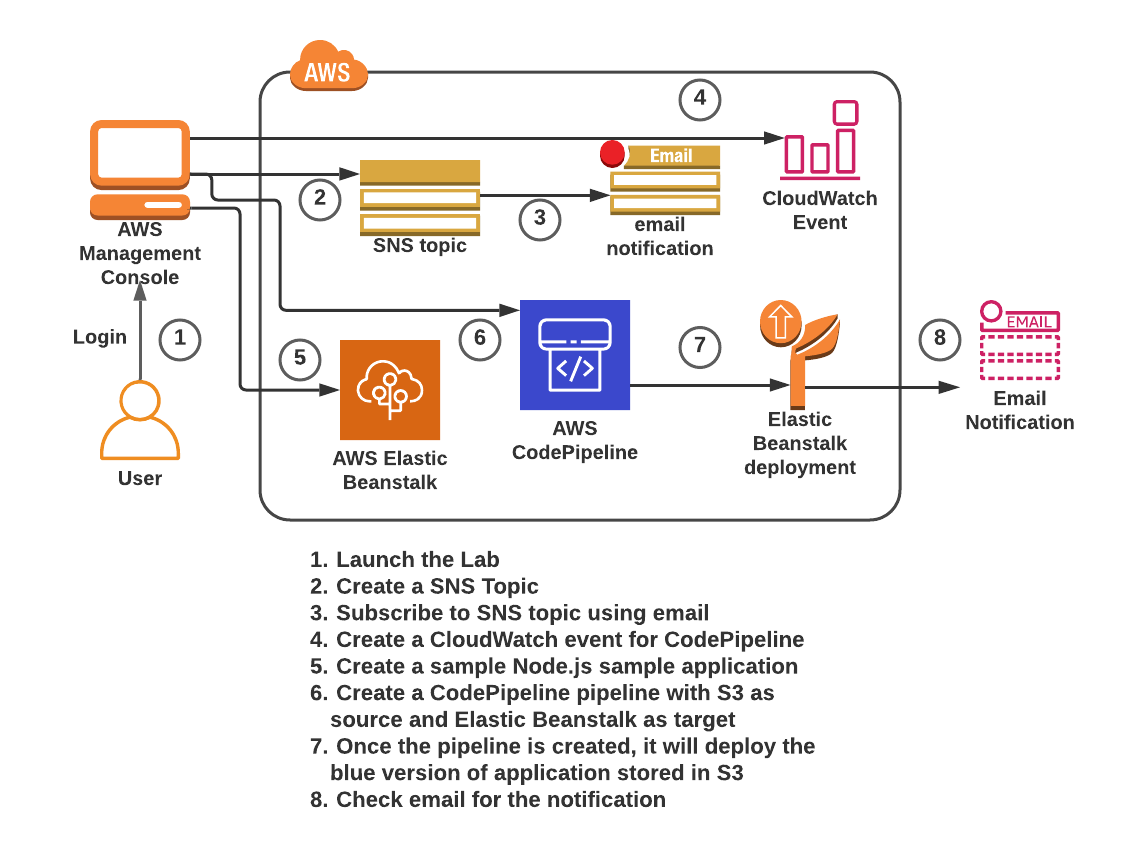 AWS
4
Email
CloudWatch
Event
2
SNS topic
3
email
notification
AWS
Management
Console
Login
1
User
5
AWS Elastic
Beanstalk
6
AWS
CodePipeline
7
Elastic
Beanstalk
deployment
8
EMAIL
Email
Notification
1. Launch the Lab
2. Create a SNS Topic
3. Subscribe to SNS topic using email
4. Create a CloudWatch event for CodePipeline
5. Create a sample Node.js sample application
6. Create a CodePipeline pipeline with S3 as
source and Elastic Beanstalk as target
7. Once the pipeline is created, it will deploy the
blue version of application stored in S3
8. Check email for the notification